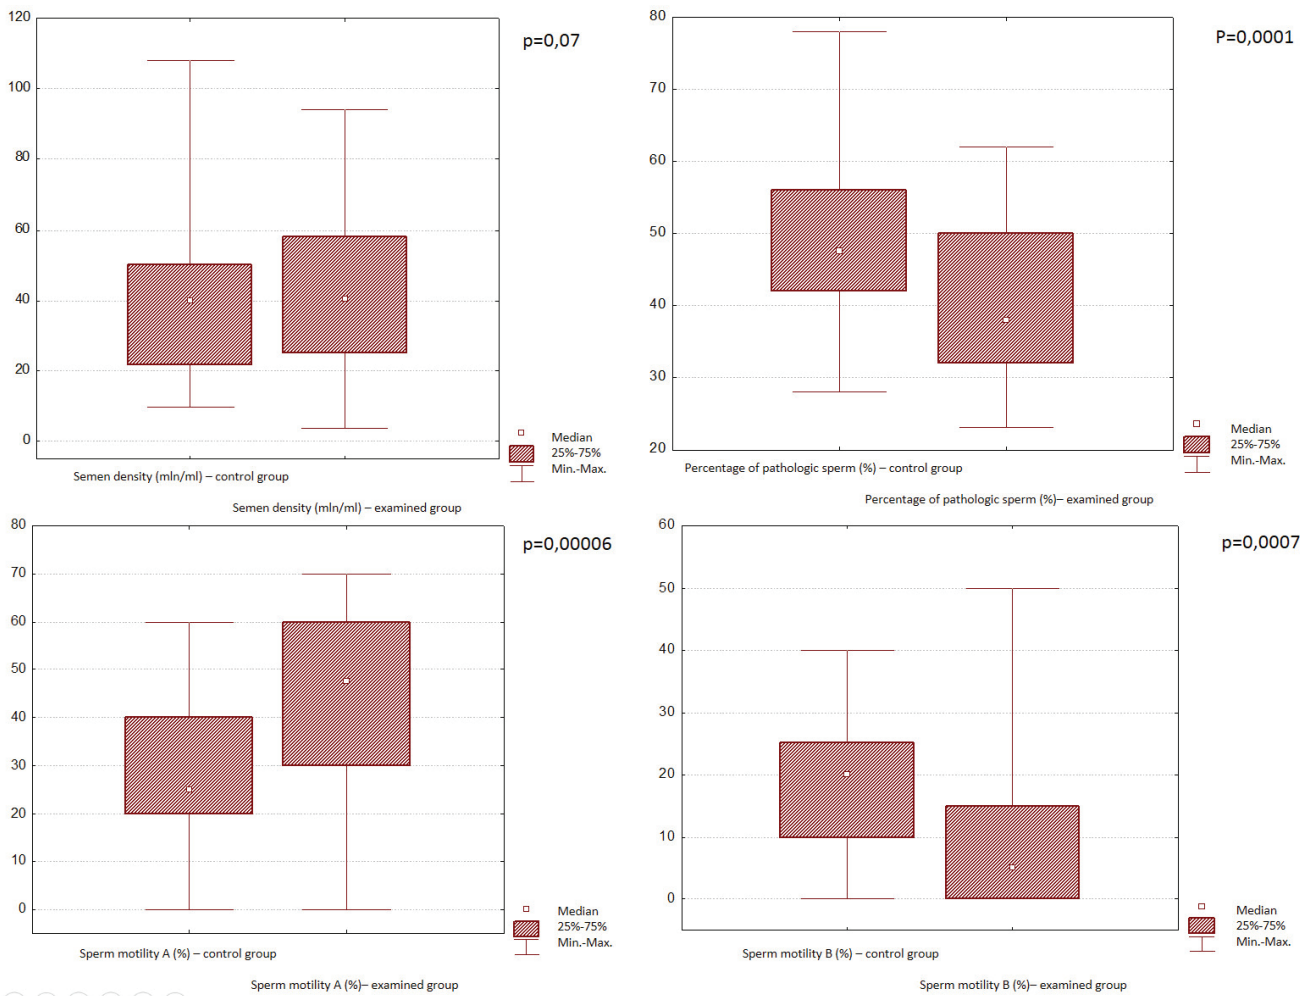 120
100
80
60
40
20
0
p=0,07
Median
25%-75%
Min.-Max.
Semen density (mln/ml) – control group
Semen density (mln/ml) – examined group
80
70
60
50
40
30
20
P=0,0001
Median
25%-75%
Min.-Max.
Percentage of pathologic sperm (%) – control group
Percentage of pathologic sperm (%)– examined group
80
70
60
50
40
30
20
10
0
p=0,00006
Median
25%-75%
Min.-Max.
Sperm motility A (%) – control group
Sperm motility A (%)– examined group
60
50
40
30
20
10
0
p=0,0007
Median
25%-75%
Min.-Max.
Sperm motility B (%) – control group
Sperm motility B (%)– examined group